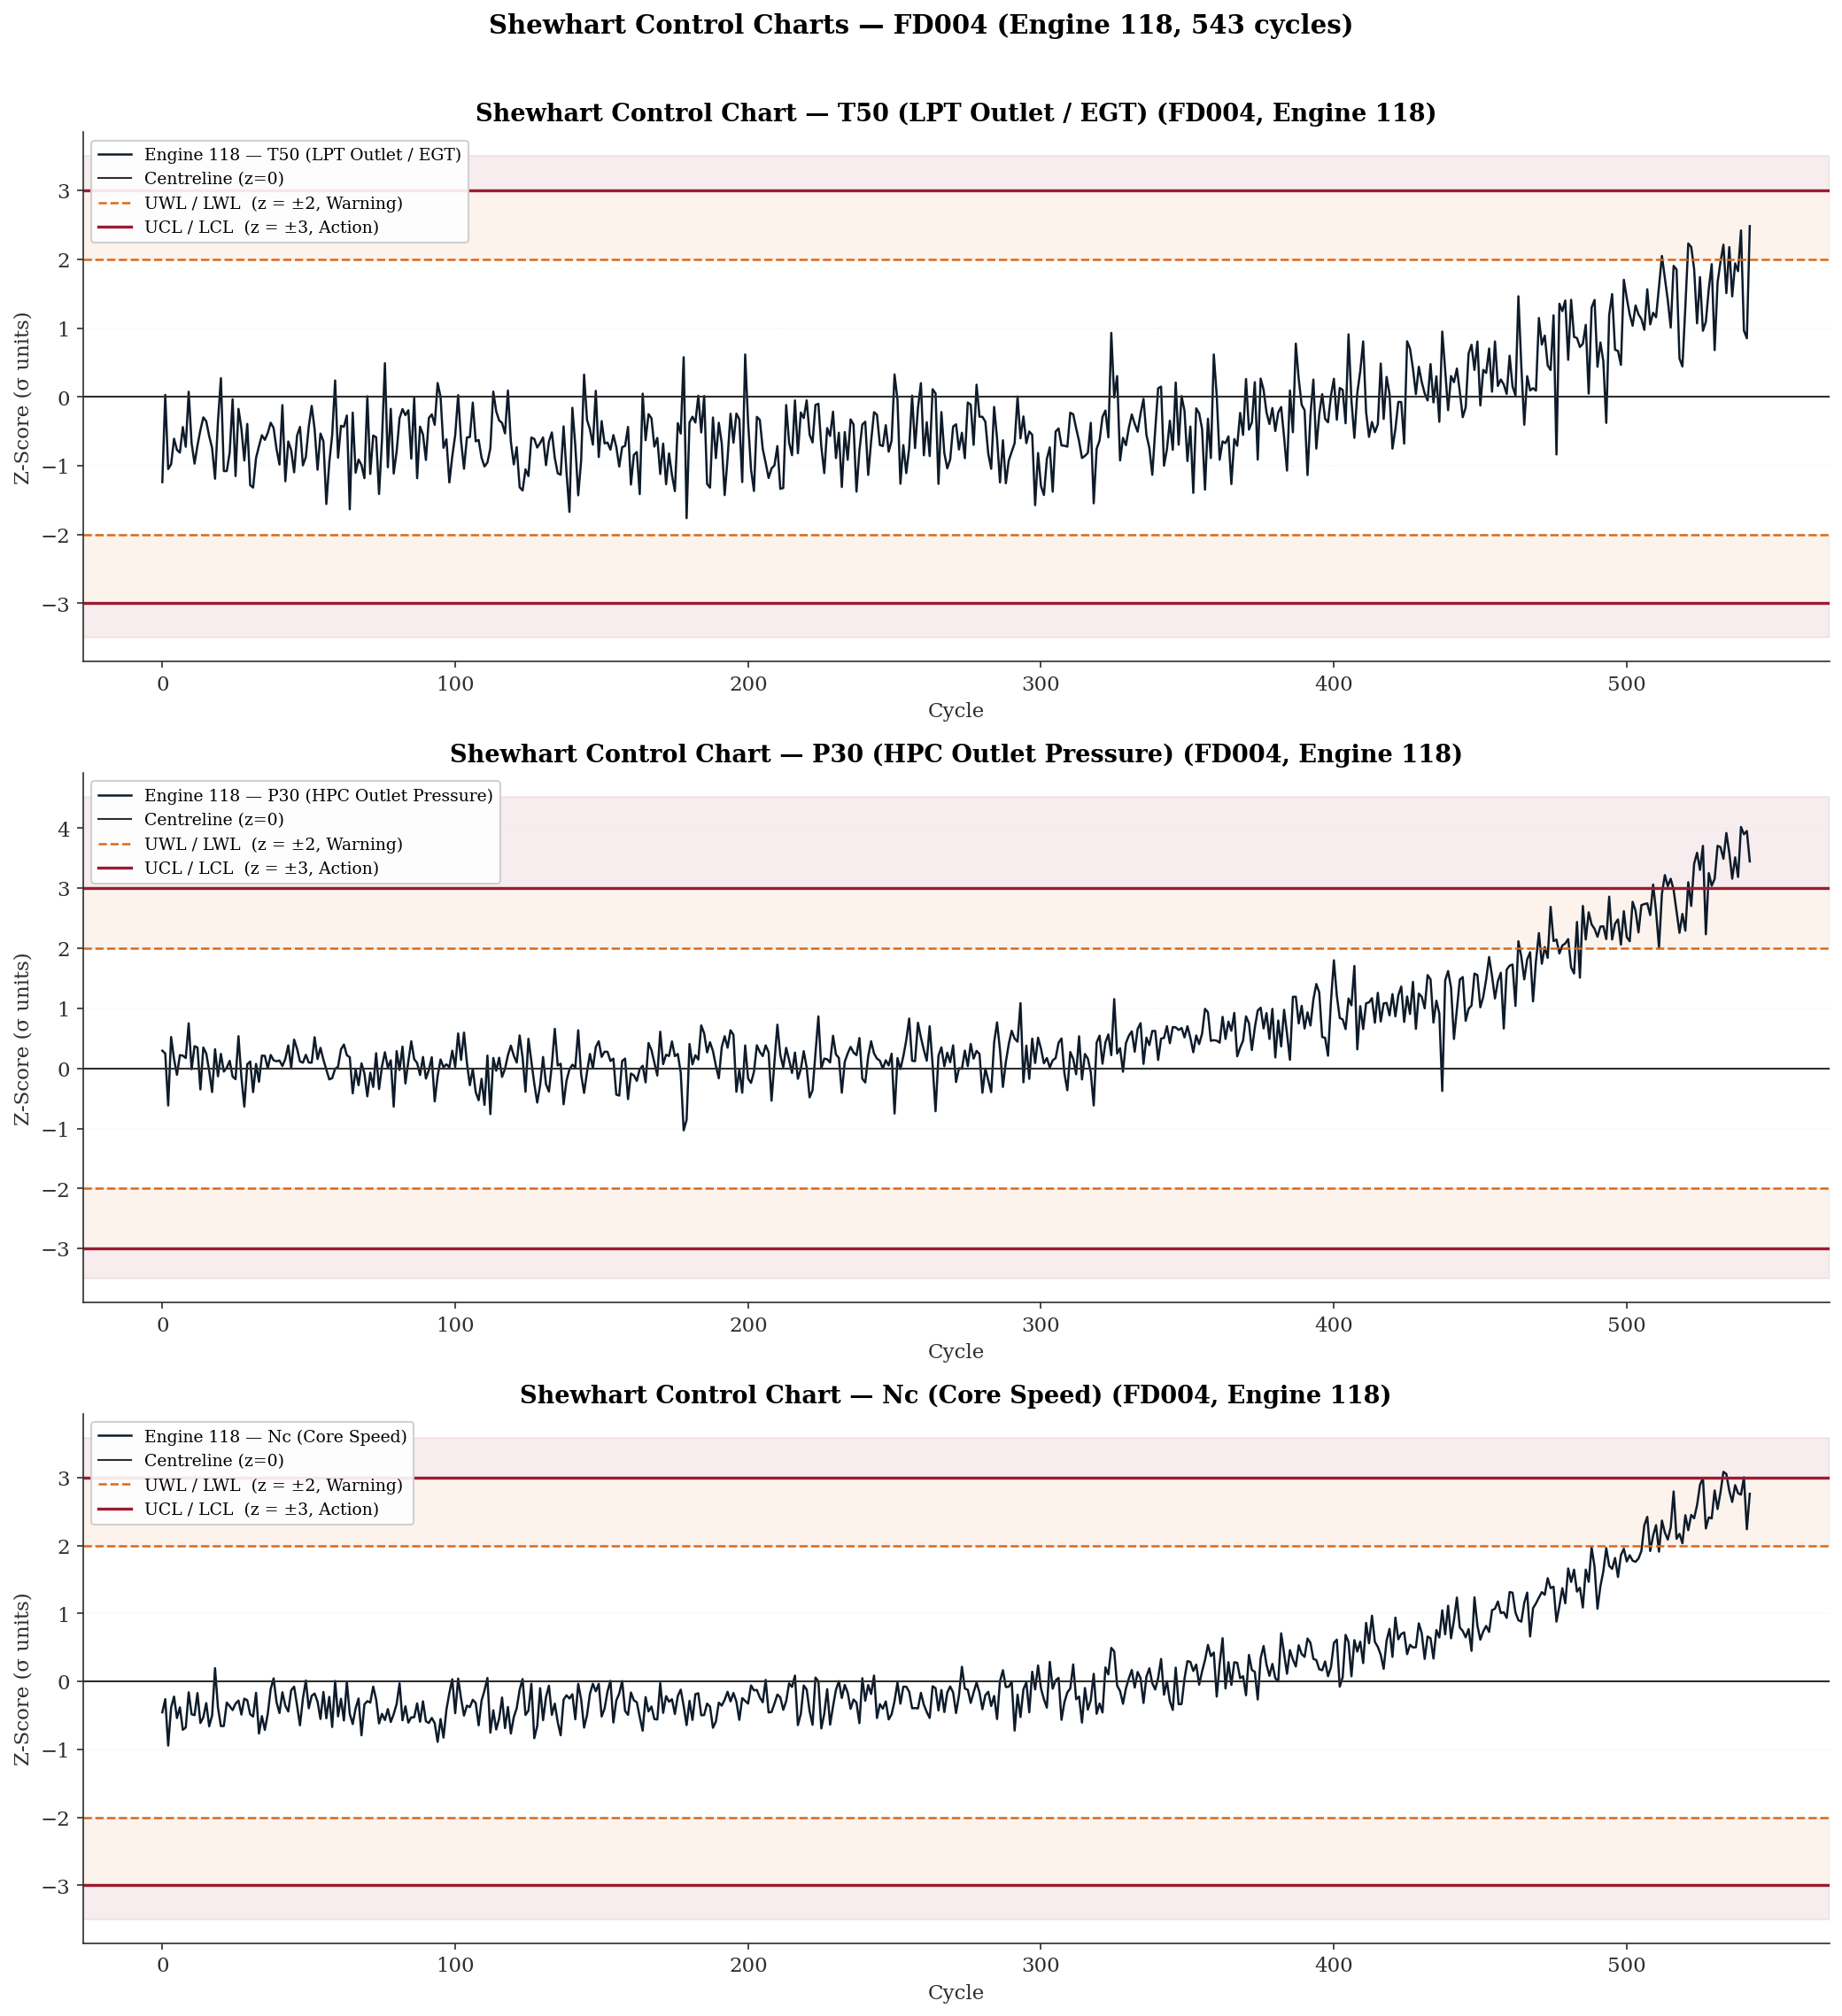 Shewhart Control Charts — FD004 (Engine 118, 543 cycles)
Shewhart Control Chart — T50 (LPT Outlet / EGT) (FD004, Engine 118)
Engine 118 — T50 (LPT Outlet / EGT)
Centreline (z=0)
UWL / LWL  (z = ±2, Warning)
UCL / LCL  (z = ±3, Action)
Z-Score (σ units)
3
2
1
0
−1
−2
−3
0 100 200 300 400 500
Cycle
Shewhart Control Chart — P30 (HPC Outlet Pressure) (FD004, Engine 118)
Engine 118 — P30 (HPC Outlet Pressure)
Centreline (z=0)
UWL / LWL  (z = ±2, Warning)
UCL / LCL  (z = ±3, Action)
Z-Score (σ units)
4
3
2
1
0
−1
−2
−3
0 100 200 300 400 500
Cycle
Shewhart Control Chart — Nc (Core Speed) (FD004, Engine 118)
Engine 118 — Nc (Core Speed)
Centreline (z=0)
UWL / LWL  (z = ±2, Warning)
UCL / LCL  (z = ±3, Action)
Z-Score (σ units)
3
2
1
0
−1
−2
−3
0 100 200 300 400 500
Cycle